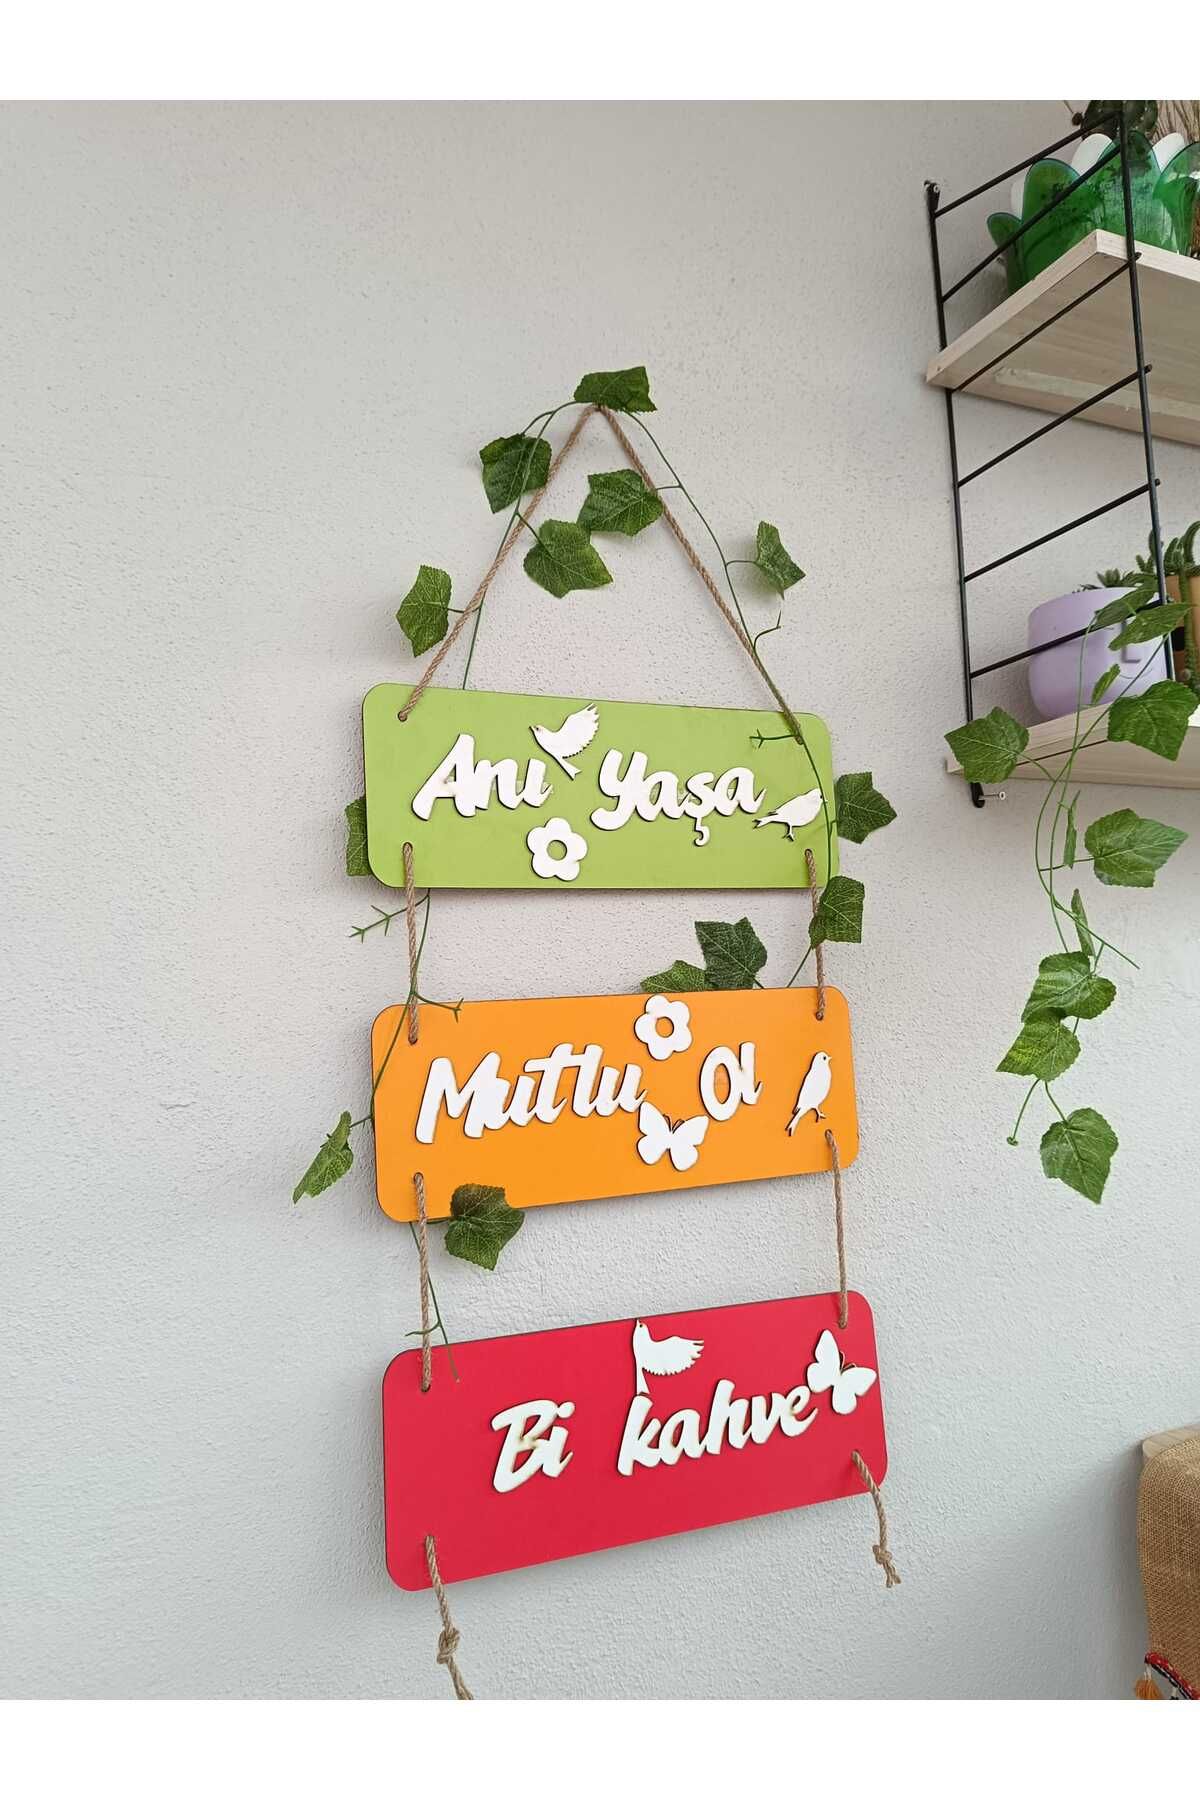 Anı yaşa
Mutlu Ol
Bi kahve